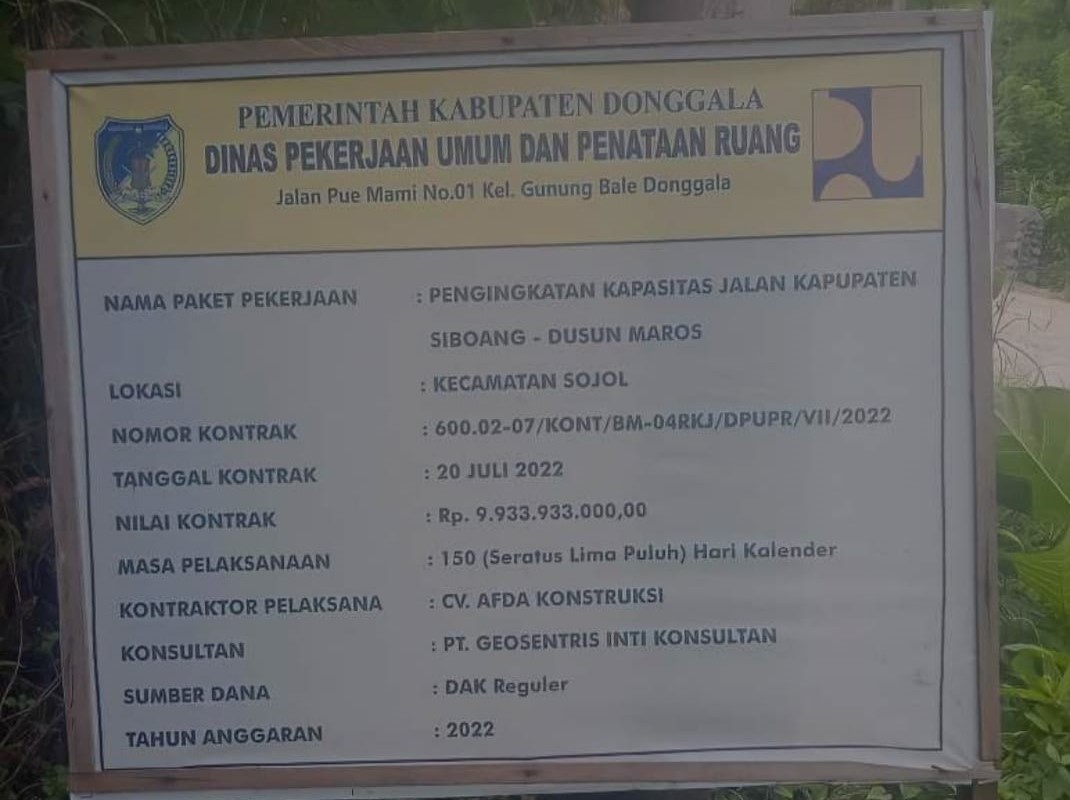 PEMERINTAH KABUPATEN DONGGALA
DINAS PEKERJAAN UMUM DAN PENATAAN RUANG
Jalan Pue Mami No.01 Kel. Gunung Bale Donggala
NAMA PAKET PEKERJAAN : PENGINGKATAN KAPASITAS JALAN KAPUPATEN
SIBOANG - DUSUN MAROS
LOKASI : KECAMATAN SOJOL
NOMOR KONTRAK : 600.02-07/KONT/BM-04RKJ/DPUPR/VII/2022
TANGGAL KONTRAK : 20 JULI 2022
NILAI KONTRAK : Rp. 9.933.933.000,00
MASA PELAKSANAAN : 150 (Seratus Lima Puluh) Hari Kalender
KONTRAKTOR PELAKSANA : CV. AFDA KONSTRUKSI
KONSULTAN : PT. GEOSENTRIS INTI KONSULTAN
SUMBER DANA : DAK Reguler
TAHUN ANGGARAN : 2022